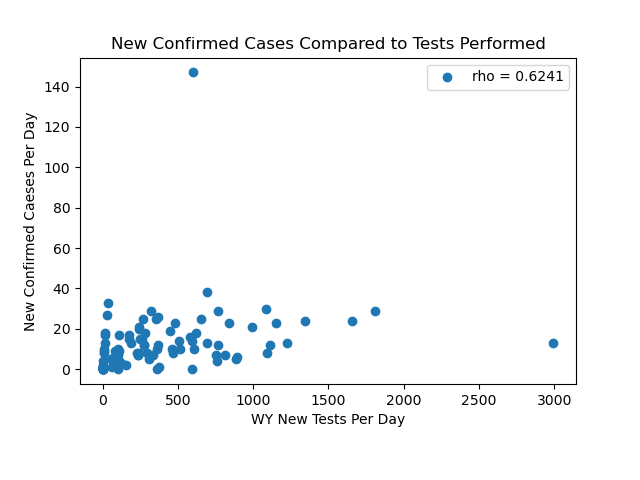 New Confirmed Cases Compared to Tests Performed
rho = 0.6241
140
120
100
80
60
40
20
0
New Confirmed Caeses Per Day
0 500 1000 1500 2000 2500 3000
WY New Tests Per Day